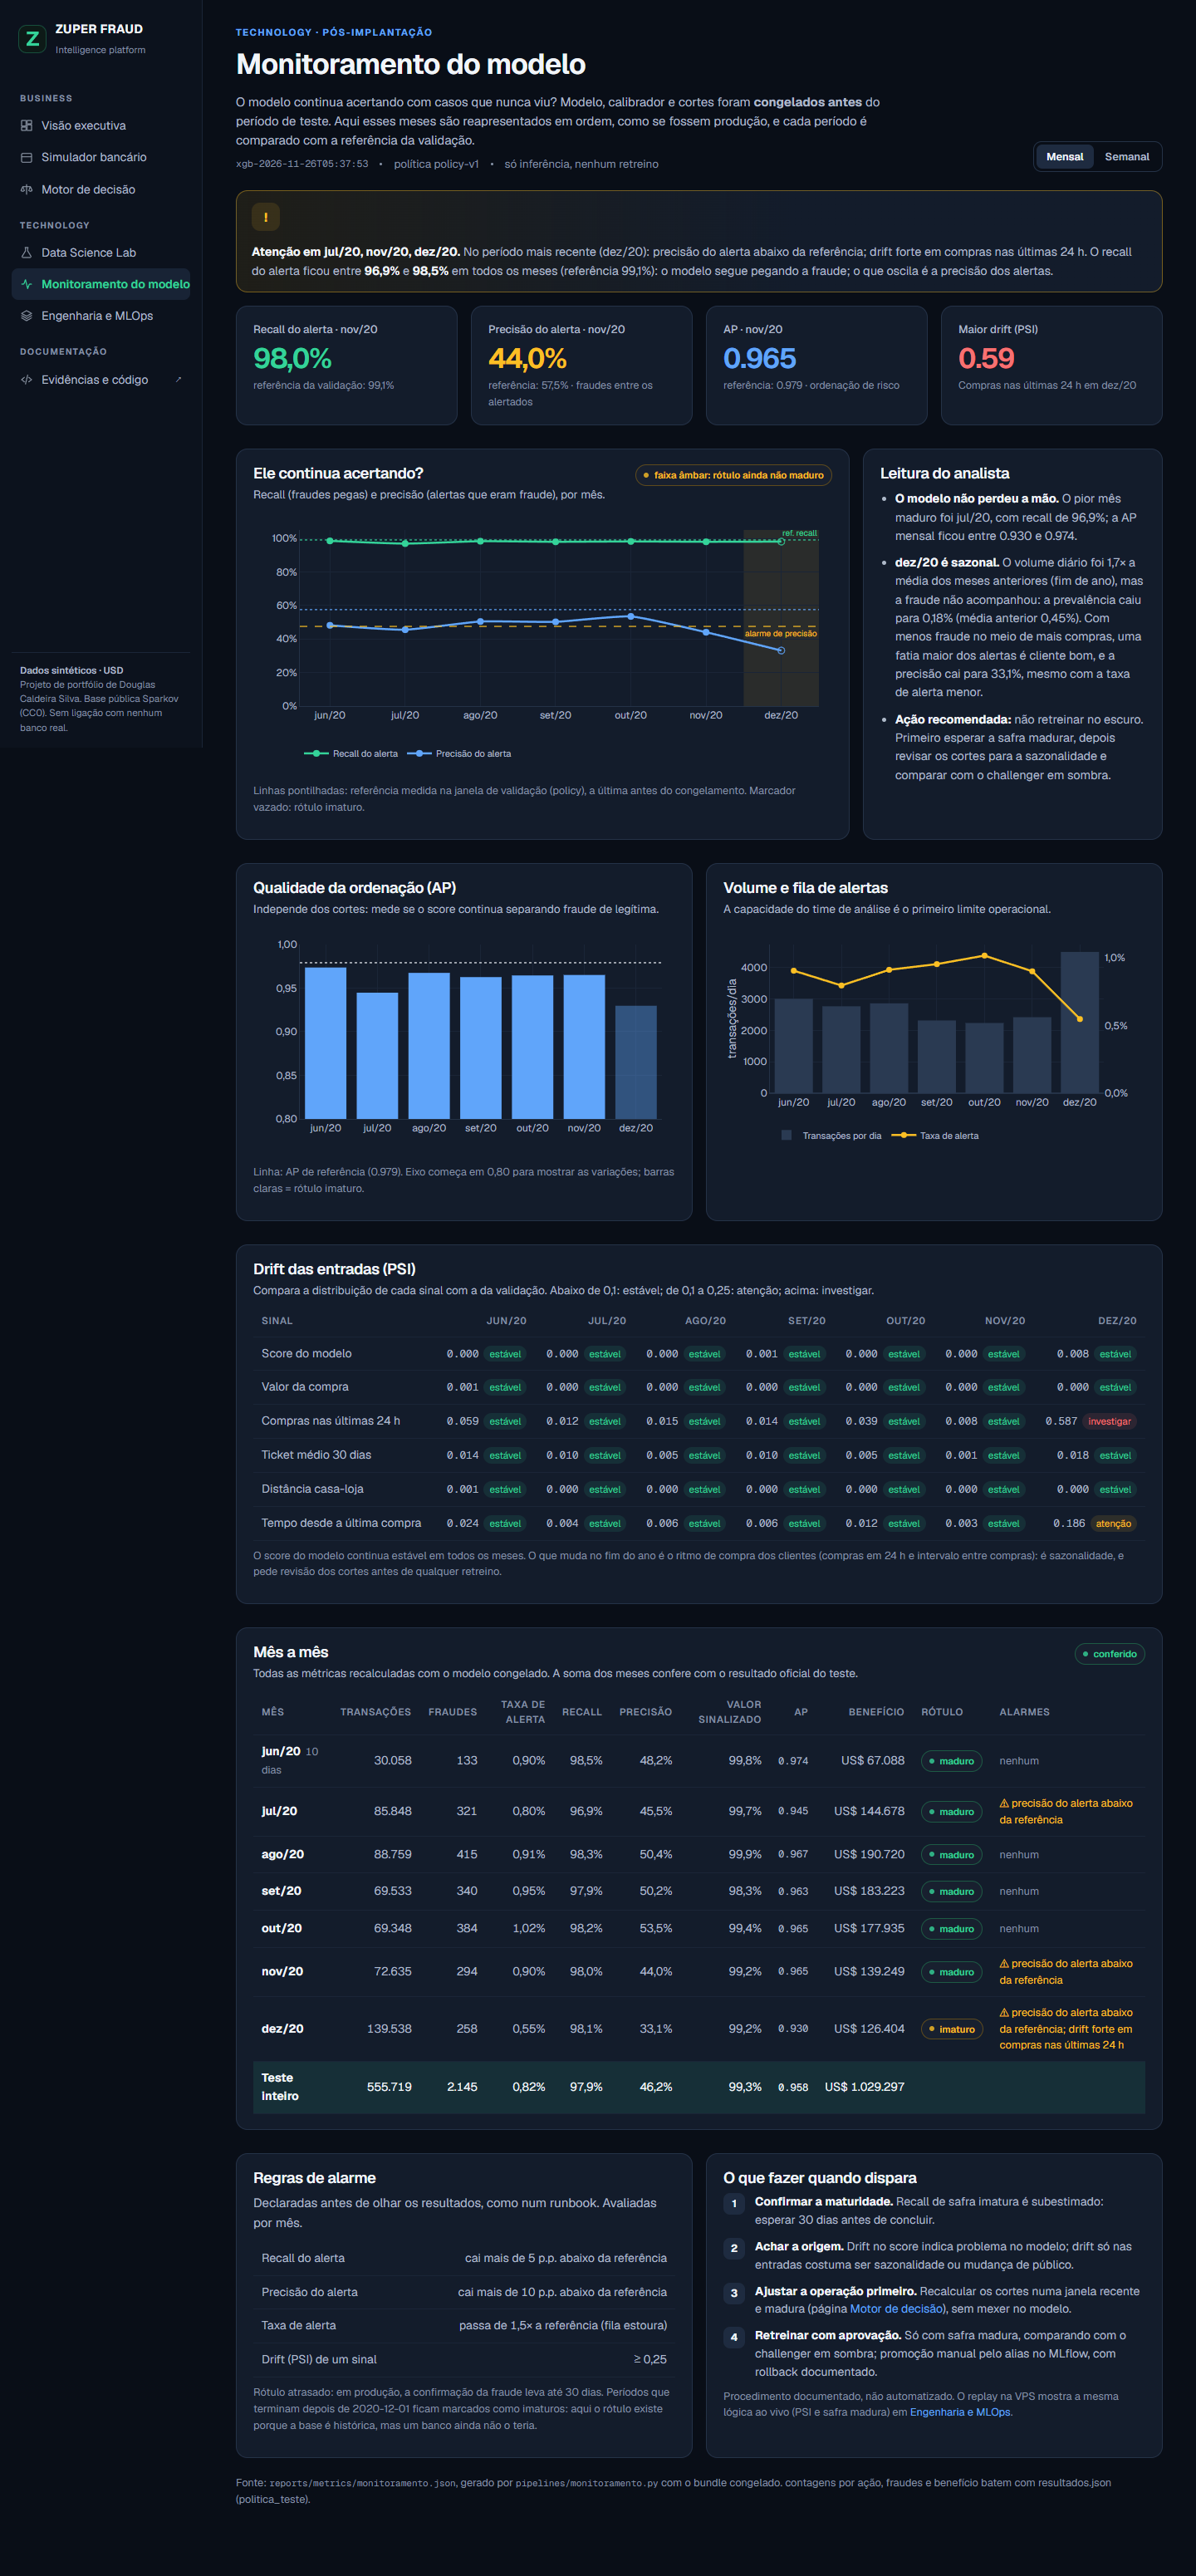 ZUPER FRAUD
Intelligence platform
BUSINESS
Visão executiva
Simulador bancário
Motor de decisão
TECHNOLOGY
Data Science Lab
Monitoramento do modelo
Engenharia e MLOps
DOCUMENTAÇÃO
Evidências e código ↗
Dados sintéticos · USD
Projeto de portfólio de Douglas
Caldeira Silva. Base pública Sparkov
(CC0). Sem ligação com nenhum
banco real.
TECHNOLOGY · PÓS-IMPLANTAÇÃO
Monitoramento do modelo
O modelo continua acertando com casos que nunca viu? Modelo, calibrador e cortes foram congelados antes do
período de teste. Aqui esses meses são reapresentados em ordem, como se fossem produção, e cada período é
comparado com a referência da validação.
xgb-2026-11-26T05:37:53 • política policy-v1 • só inferência, nenhum retreino
Mensal Semanal
!
Atenção em jul/20, nov/20, dez/20. No período mais recente (dez/20): precisão do alerta abaixo da referência; drift forte em compras nas últimas 24 h. O recall
do alerta ficou entre 96,9% e 98,5% em todos os meses (referência 99,1%): o modelo segue pegando a fraude; o que oscila é a precisão dos alertas.
Recall do alerta · nov/20
98,0%
referência da validação: 99,1%
Precisão do alerta · nov/20
44,0%
referência: 57,5% · fraudes entre os
alertados
AP · nov/20
0.965
referência: 0.979 · ordenação de risco
Maior drift (PSI)
0.59
Compras nas últimas 24 h em dez/20
Ele continua acertando?
faixa âmbar: rótulo ainda não maduro
Recall (fraudes pegas) e precisão (alertas que eram fraude), por mês.
100%
80%
60%
40%
20%
0%
ref. recall
alarme de precisão
jun/20 jul/20 ago/20 set/20 out/20 nov/20 dez/20
Recall do alerta Precisão do alerta
Linhas pontilhadas: referência medida na janela de validação (policy), a última antes do congelamento. Marcador
vazado: rótulo imaturo.
Leitura do analista
• O modelo não perdeu a mão. O pior mês
maduro foi jul/20, com recall de 96,9%; a AP
mensal ficou entre 0.930 e 0.974.
• dez/20 é sazonal. O volume diário foi 1,7× a
média dos meses anteriores (fim de ano), mas
a fraude não acompanhou: a prevalência caiu
para 0,18% (média anterior 0,45%). Com
menos fraude no meio de mais compras, uma
fatia maior dos alertas é cliente bom, e a
precisão cai para 33,1%, mesmo com a taxa
de alerta menor.
• Ação recomendada: não retreinar no escuro.
Primeiro esperar a safra madurar, depois
revisar os cortes para a sazonalidade e
comparar com o challenger em sombra.
Qualidade da ordenação (AP)
Independe dos cortes: mede se o score continua separando fraude de legítima.
1,00
0,95
0,90
0,85
0,80
jun/20 jul/20 ago/20 set/20 out/20 nov/20 dez/20
Linha: AP de referência (0.979). Eixo começa em 0,80 para mostrar as variações; barras
claras = rótulo imaturo.
Volume e fila de alertas
A capacidade do time de análise é o primeiro limite operacional.
transações/dia
4000
3000
2000
1000
0
1,0%
0,5%
0,0%
jun/20 jul/20 ago/20 set/20 out/20 nov/20 dez/20
Transações por dia Taxa de alerta
Drift das entradas (PSI)
Compara a distribuição de cada sinal com a da validação. Abaixo de 0,1: estável; de 0,1 a 0,25: atenção; acima: investigar.
SINAL JUN/20 JUL/20 AGO/20 SET/20 OUT/20 NOV/20 DEZ/20
Score do modelo 0.000 estável 0.000 estável 0.000 estável 0.001 estável 0.000 estável 0.000 estável 0.008 estável
Valor da compra 0.001 estável 0.000 estável 0.000 estável 0.000 estável 0.000 estável 0.000 estável 0.000 estável
Compras nas últimas 24 h 0.059 estável 0.012 estável 0.015 estável 0.014 estável 0.039 estável 0.008 estável 0.587 investigar
Ticket médio 30 dias 0.014 estável 0.010 estável 0.005 estável 0.010 estável 0.005 estável 0.001 estável 0.018 estável
Distância casa-loja 0.001 estável 0.000 estável 0.000 estável 0.000 estável 0.000 estável 0.000 estável 0.000 estável
Tempo desde a última compra 0.024 estável 0.004 estável 0.006 estável 0.006 estável 0.012 estável 0.003 estável 0.186 atenção
O score do modelo continua estável em todos os meses. O que muda no fim do ano é o ritmo de compra dos clientes (compras em 24 h e intervalo entre compras): é sazonalidade, e
pede revisão dos cortes antes de qualquer retreino.
Mês a mês
conferido
Todas as métricas recalculadas com o modelo congelado. A soma dos meses confere com o resultado oficial do teste.
MÊS TRANSAÇÕES FRAUDES TAXA DE ALERTA RECALL PRECISÃO VALOR SINALIZADO AP BENEFÍCIO RÓTULO ALARMES
jun/20 10 dias 30.058 133 0,90% 98,5% 48,2% 99,8% 0.974 US$ 67.088 maduro nenhum
jul/20 85.848 321 0,80% 96,9% 45,5% 99,7% 0.945 US$ 144.678 maduro ⚠ precisão do alerta abaixo da referência
ago/20 88.759 415 0,91% 98,3% 50,4% 99,9% 0.967 US$ 190.720 maduro nenhum
set/20 69.533 340 0,95% 97,9% 50,2% 98,3% 0.963 US$ 183.223 maduro nenhum
out/20 69.348 384 1,02% 98,2% 53,5% 99,4% 0.965 US$ 177.935 maduro nenhum
nov/20 72.635 294 0,90% 98,0% 44,0% 99,2% 0.965 US$ 139.249 maduro ⚠ precisão do alerta abaixo da referência
dez/20 139.538 258 0,55% 98,1% 33,1% 99,2% 0.930 US$ 126.404 imaturo ⚠ precisão do alerta abaixo da referência; drift forte em compras nas últimas 24 h
Teste inteiro 555.719 2.145 0,82% 97,9% 46,2% 99,3% 0.958 US$ 1.029.297
Regras de alarme
Declaradas antes de olhar os resultados, como num runbook. Avaliadas
por mês.
Recall do alerta cai mais de 5 p.p. abaixo da referência
Precisão do alerta cai mais de 10 p.p. abaixo da referência
Taxa de alerta passa de 1,5× a referência (fila estoura)
Drift (PSI) de um sinal ≥ 0,25
Rótulo atrasado: em produção, a confirmação da fraude leva até 30 dias. Períodos que
terminam depois de 2020-12-01 ficam marcados como imaturos: aqui o rótulo existe
porque a base é histórica, mas um banco ainda não o teria.
O que fazer quando dispara
1 Confirmar a maturidade. Recall de safra imatura é subestimado:
esperar 30 dias antes de concluir.
2 Achar a origem. Drift no score indica problema no modelo; drift só nas
entradas costuma ser sazonalidade ou mudança de público.
3 Ajustar a operação primeiro. Recalcular os cortes numa janela recente
e madura (página Motor de decisão), sem mexer no modelo.
4 Retreinar com aprovação. Só com safra madura, comparando com o
challenger em sombra; promoção manual pelo alias no MLflow, com
rollback documentado.
Procedimento documentado, não automatizado. O replay na VPS mostra a mesma
lógica ao vivo (PSI e safra madura) em Engenharia e MLOps.
Fonte: reports/metrics/monitoramento.json, gerado por pipelines/monitoramento.py com o bundle congelado. contagens por ação, fraudes e benefício batem com resultados.json
(politica_teste).